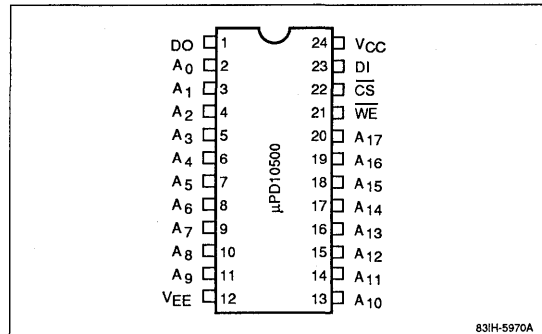 DO 1 24 VCC
A0 2 23 DI
A1 3 22 CS
A2 4 21 WE
A3 5 20 A17
A4 6 19 A16
A5 7 18 A15
A6 8 17 A14
A7 9 16 A13
A8 10 15 A12
A9 11 14 A11
VEE 12 13 A10
µPD10500
83IH-5970A